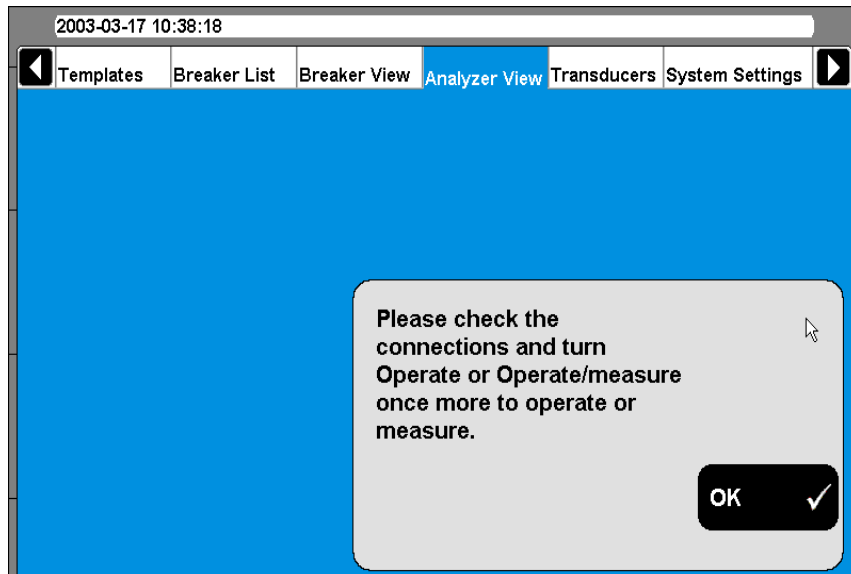 2003-03-17 10:38:18
Templates Breaker List Breaker View Analyzer View Transducers System Settings
Please check the
connections and turn
Operate or Operate/measure
once more to operate or
measure.
OK